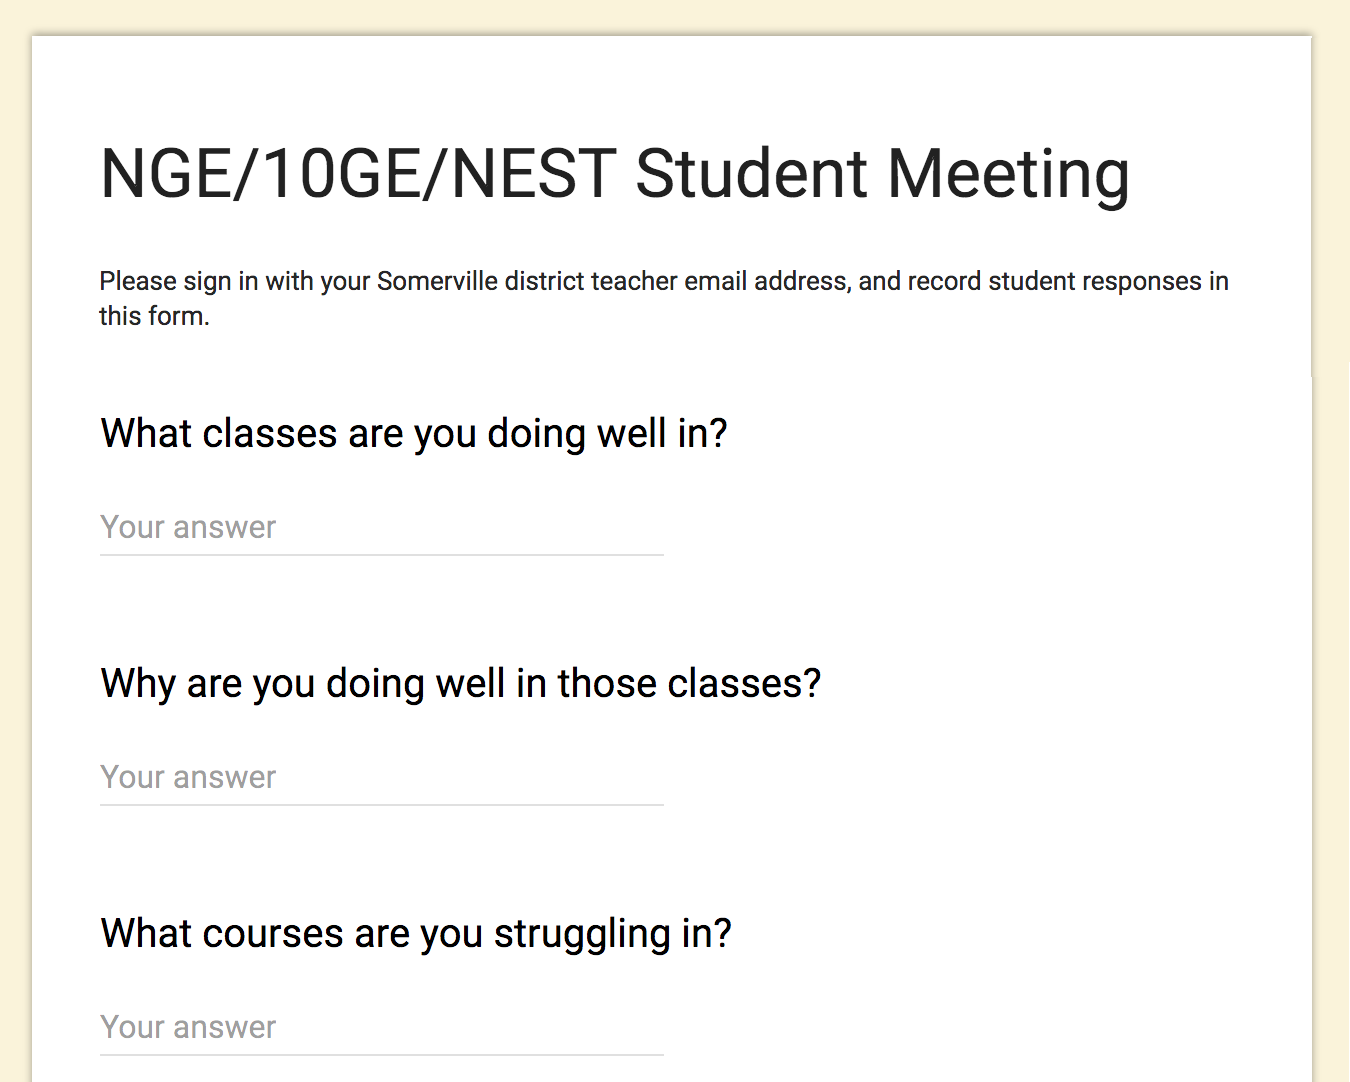 NGE/10GE/NEST Student Meeting
Please sign in with your Somerville district teacher email address, and record student responses in
this form.
What classes are you doing well in?
Your answer
Why are you doing well in those classes?
Your answer
What courses are you struggling in?
Your answer